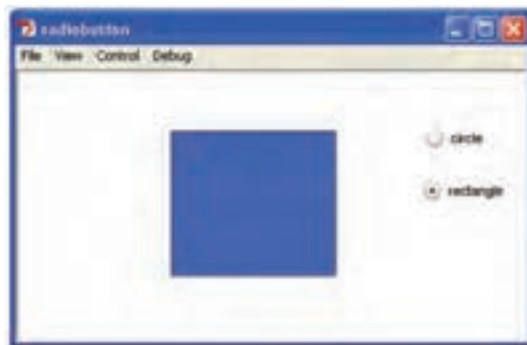 radiobutton
File View Control Debug
circle
rectangle